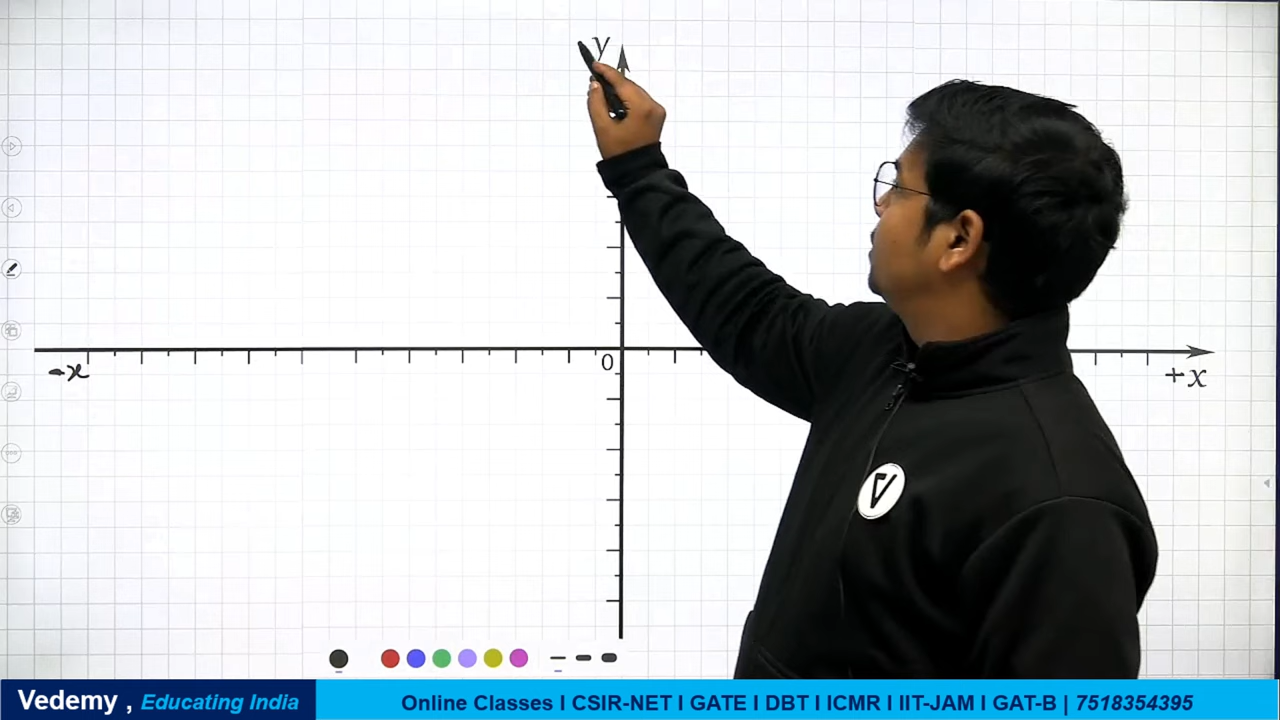 y
0
-x
+x
V
Vedemy , Educating India
Online Classes I CSIR-NET I GATE I DBT I ICMR I IIT-JAM I GAT-B | 7518354395